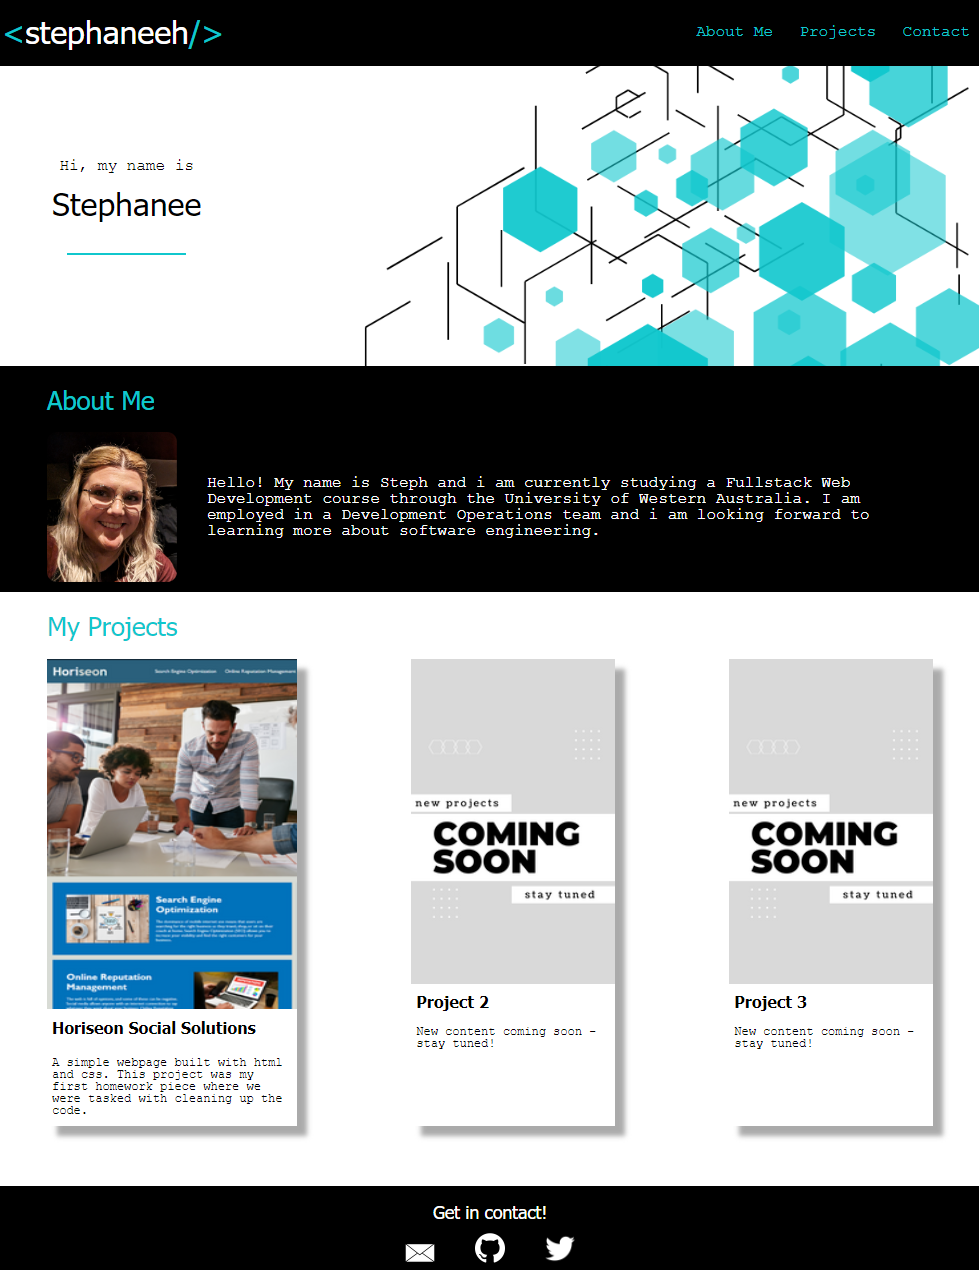 <stephaneeh/>
About Me Projects Contact
Hi, my name is
Stephanee
About Me
Hello! My name is Steph and i am currently studying a Fullstack Web
Development course through the University of Western Australia. I am
employed in a Development Operations team and i am looking forward to
learning more about software engineering.
My Projects
Horiseon
Search Engine Optimization Online Reputation Management
Search Engine
Optimization
Online Reputation
Management
Horiseon Social Solutions
A simple webpage built with html
and css. This project was my
first homework piece where we
were tasked with cleaning up the
code.
new projects
COMING
SOON
stay tuned
Project 2
New content coming soon -
stay tuned!
new projects
COMING
SOON
stay tuned
Project 3
New content coming soon -
stay tuned!
Get in contact!